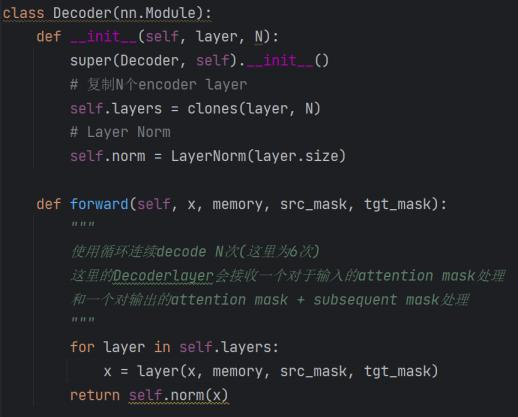 class Decoder(nn.Module):
    def __init__(self, layer, N):
        super(Decoder, self).__init__()
        # 复制N个encoder layer
        self.layers = clones(layer, N)
        # Layer Norm
        self.norm = LayerNorm(layer.size)

    def forward(self, x, memory, src_mask, tgt_mask):
        """
        使用循环连续decode N次(这里为6次)
        这里的Decoderlayer会接收一个对于输入的attention mask处理
        和一个对输出的attention mask + subsequent mask处理
        """
        for layer in self.layers:
            x = layer(x, memory, src_mask, tgt_mask)
        return self.norm(x)